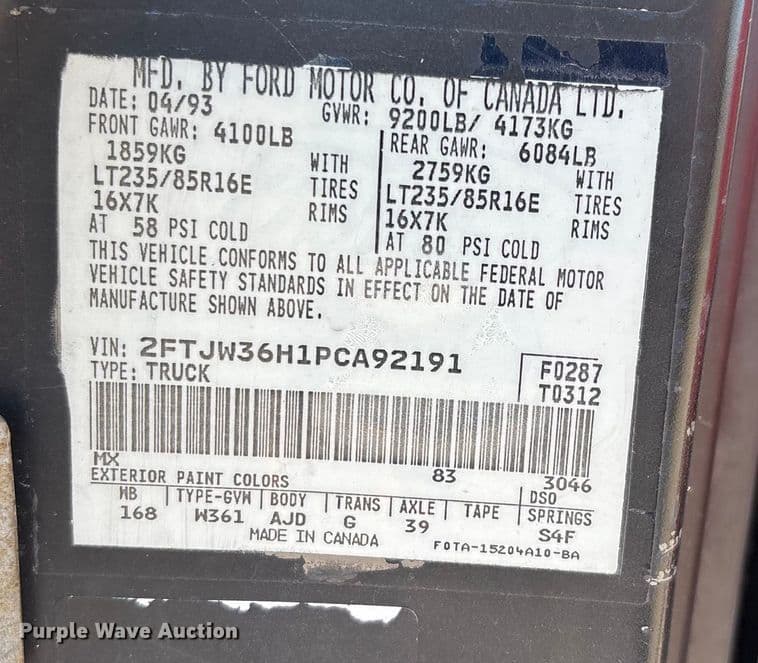 MFD. BY FORD MOTOR CO. OF CANADA LTD.
DATE: 04/93 GVWR: 9200LB/ 4173KG
FRONT GAWR: 4100LB REAR GAWR: 6084LB
1859KG WITH 2759KG WITH
LT235/85R16E TIRES LT235/85R16E TIRES
16X7K RIMS 16X7K RIMS
AT 58 PSI COLD AT 80 PSI COLD
THIS VEHICLE CONFORMS TO ALL APPLICABLE FEDERAL MOTOR
VEHICLE SAFETY STANDARDS IN EFFECT ON THE DATE OF
MANUFACTURE SHOWN ABOVE.
VIN: 2FTJW36H1PCA92191 F0287
TYPE: TRUCK T0312
MX 83 3046
EXTERIOR PAINT COLORS DSO
WB TYPE-GVW BODY TRANS AXLE TAPE SPRINGS
168 W361 AJD G 39 S4F
MADE IN CANADA F0TA-15204A10-BA
Purple Wave Auction